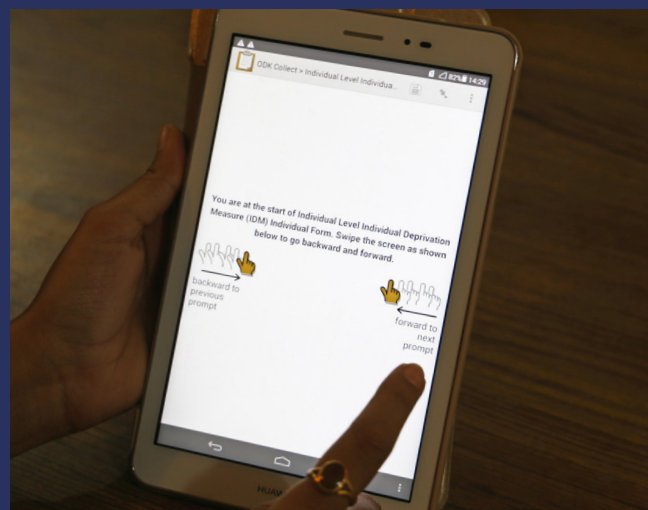 82% 14:29
ODK Collect > Individual Level Individua...
You are at the start of Individual Level Individual Deprivation
Measure (IDM) Individual Form. Swipe the screen as shown
below to go backward and forward.
backward to
previous
prompt
forward to
next
prompt